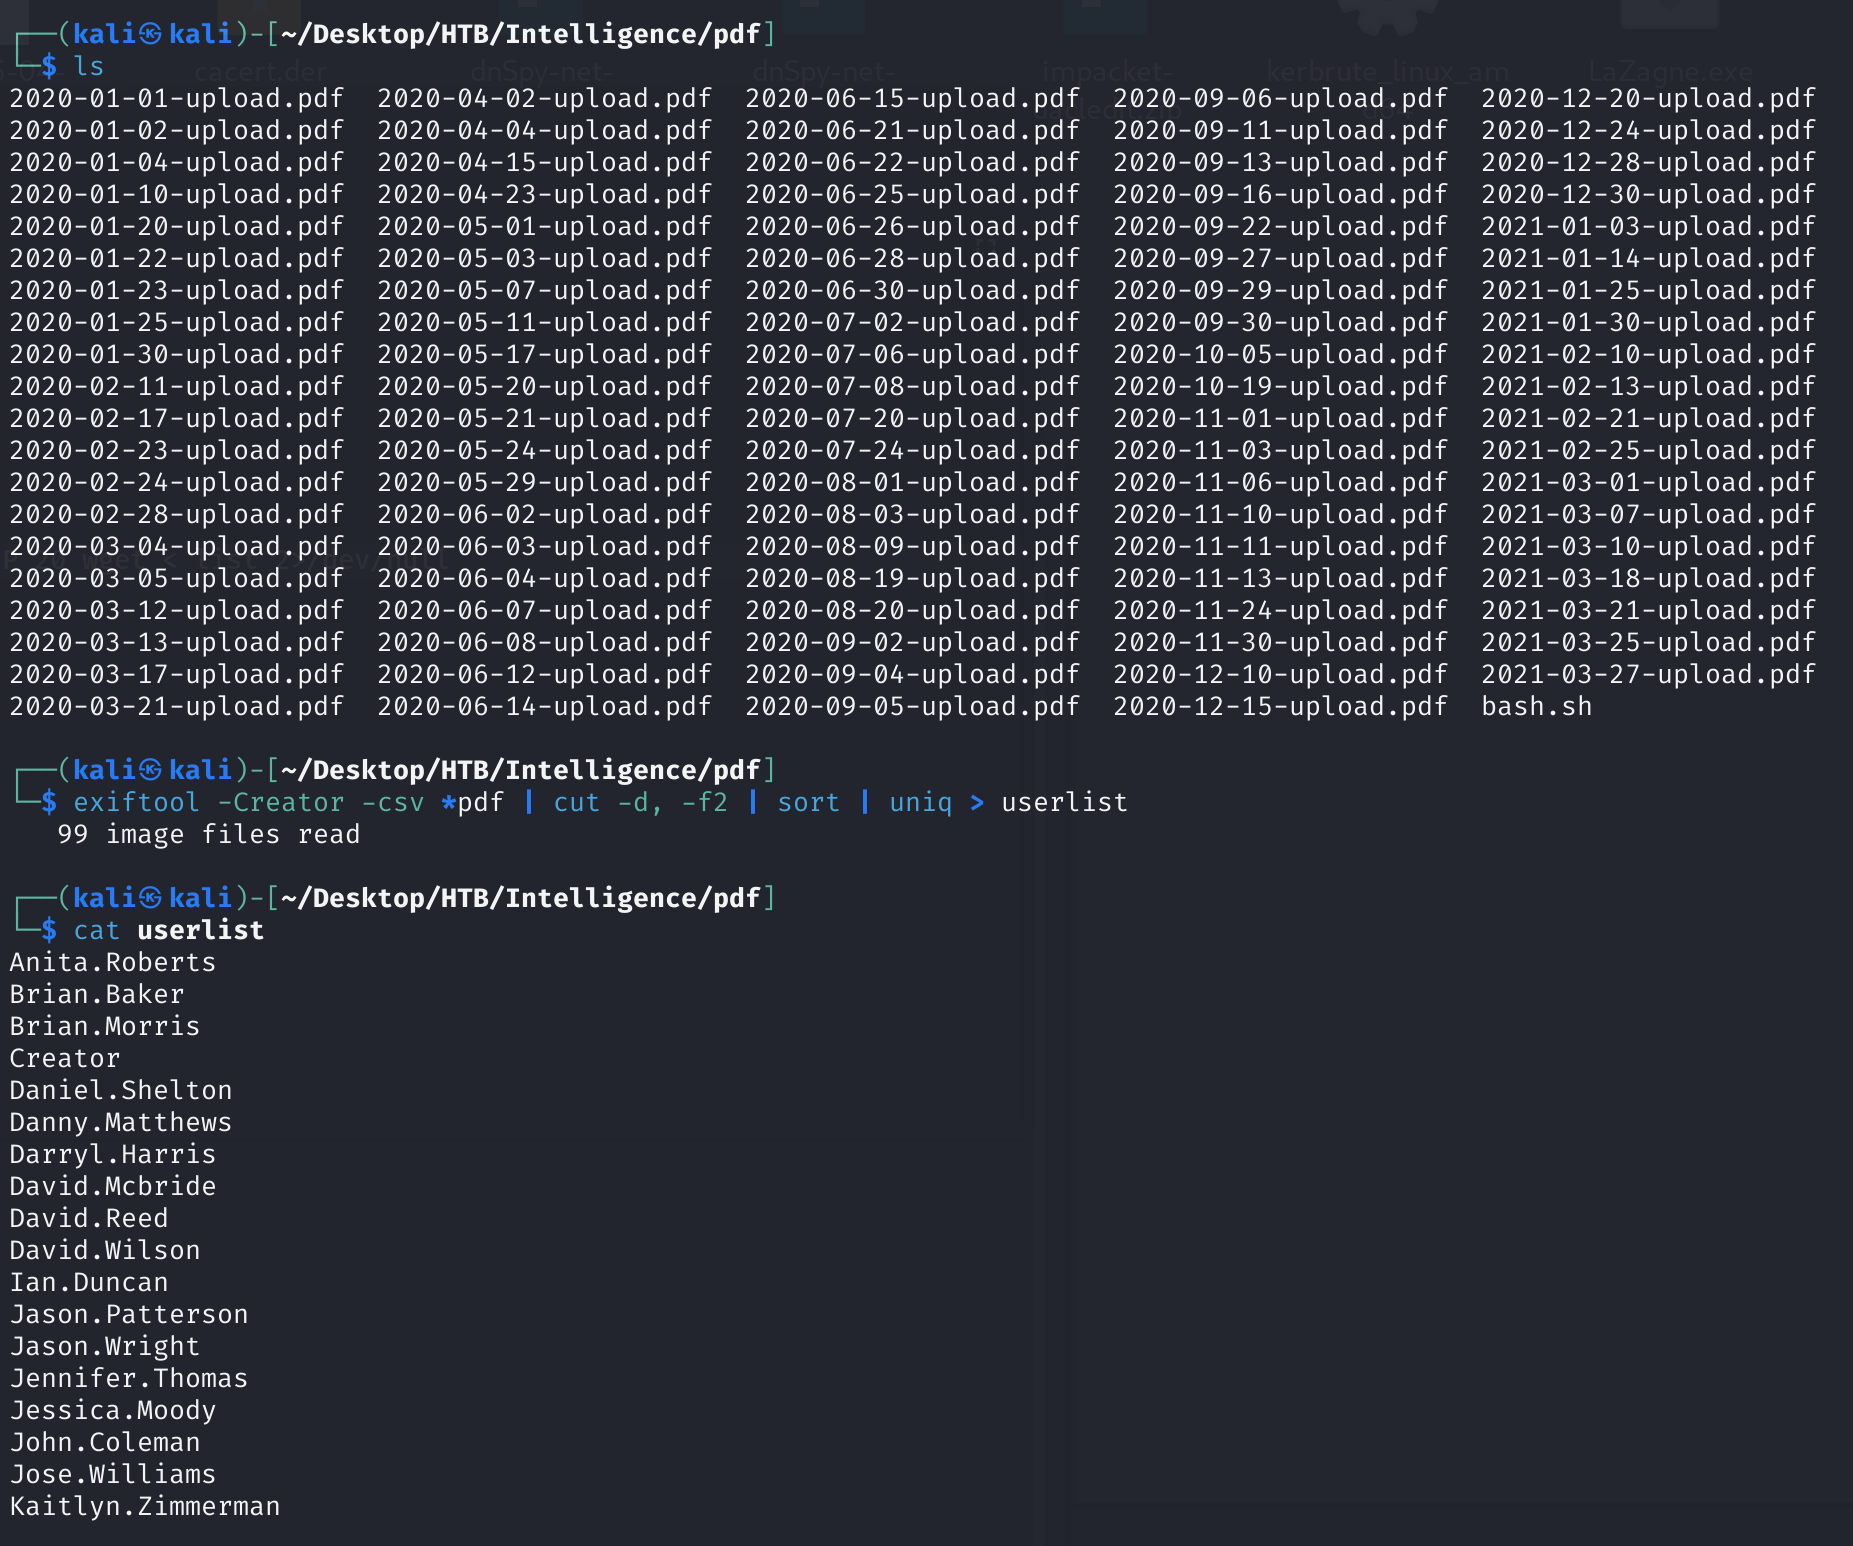 cacert.der dnSpy-net- dnSpy-net- impacket- kerbrute_linux_am LaZagne.exe
(kali㉿kali)-[~/Desktop/HTB/Intelligence/pdf]
$ ls
2020-01-01-upload.pdf 2020-04-02-upload.pdf 2020-06-15-upload.pdf 2020-09-06-upload.pdf 2020-12-20-upload.pdf
2020-01-02-upload.pdf 2020-04-04-upload.pdf 2020-06-21-upload.pdf 2020-09-11-upload.pdf 2020-12-24-upload.pdf
2020-01-04-upload.pdf 2020-04-15-upload.pdf 2020-06-22-upload.pdf 2020-09-13-upload.pdf 2020-12-28-upload.pdf
2020-01-10-upload.pdf 2020-04-23-upload.pdf 2020-06-25-upload.pdf 2020-09-16-upload.pdf 2020-12-30-upload.pdf
2020-01-20-upload.pdf 2020-05-01-upload.pdf 2020-06-26-upload.pdf 2020-09-22-upload.pdf 2021-01-03-upload.pdf
2020-01-22-upload.pdf 2020-05-03-upload.pdf 2020-06-28-upload.pdf 2020-09-27-upload.pdf 2021-01-14-upload.pdf
2020-01-23-upload.pdf 2020-05-07-upload.pdf 2020-06-30-upload.pdf 2020-09-29-upload.pdf 2021-01-25-upload.pdf
2020-01-25-upload.pdf 2020-05-11-upload.pdf 2020-07-02-upload.pdf 2020-09-30-upload.pdf 2021-01-30-upload.pdf
2020-01-30-upload.pdf 2020-05-17-upload.pdf 2020-07-06-upload.pdf 2020-10-05-upload.pdf 2021-02-10-upload.pdf
2020-02-11-upload.pdf 2020-05-20-upload.pdf 2020-07-08-upload.pdf 2020-10-19-upload.pdf 2021-02-13-upload.pdf
2020-02-17-upload.pdf 2020-05-21-upload.pdf 2020-07-20-upload.pdf 2020-11-01-upload.pdf 2021-02-21-upload.pdf
2020-02-23-upload.pdf 2020-05-24-upload.pdf 2020-07-24-upload.pdf 2020-11-03-upload.pdf 2021-02-25-upload.pdf
2020-02-24-upload.pdf 2020-05-29-upload.pdf 2020-08-01-upload.pdf 2020-11-06-upload.pdf 2021-03-01-upload.pdf
2020-02-28-upload.pdf 2020-06-02-upload.pdf 2020-08-03-upload.pdf 2020-11-10-upload.pdf 2021-03-07-upload.pdf
2020-03-04-upload.pdf 2020-06-03-upload.pdf 2020-08-09-upload.pdf 2020-11-11-upload.pdf 2021-03-10-upload.pdf
2020-03-05-upload.pdf 2020-06-04-upload.pdf 2020-08-19-upload.pdf 2020-11-13-upload.pdf 2021-03-18-upload.pdf
2020-03-12-upload.pdf 2020-06-07-upload.pdf 2020-08-20-upload.pdf 2020-11-24-upload.pdf 2021-03-21-upload.pdf
2020-03-13-upload.pdf 2020-06-08-upload.pdf 2020-09-02-upload.pdf 2020-11-30-upload.pdf 2021-03-25-upload.pdf
2020-03-17-upload.pdf 2020-06-12-upload.pdf 2020-09-04-upload.pdf 2020-12-10-upload.pdf 2021-03-27-upload.pdf
2020-03-21-upload.pdf 2020-06-14-upload.pdf 2020-09-05-upload.pdf 2020-12-15-upload.pdf bash.sh
(kali㉿kali)-[~/Desktop/HTB/Intelligence/pdf]
$ exiftool -Creator -csv *pdf | cut -d, -f2 | sort | uniq > userlist
99 image files read
(kali㉿kali)-[~/Desktop/HTB/Intelligence/pdf]
$ cat userlist
Anita.Roberts
Brian.Baker
Brian.Morris
Creator
Daniel.Shelton
Danny.Matthews
Darryl.Harris
David.Mcbride
David.Reed
David.Wilson
Ian.Duncan
Jason.Patterson
Jason.Wright
Jennifer.Thomas
Jessica.Moody
John.Coleman
Jose.Williams
Kaitlyn.Zimmerman